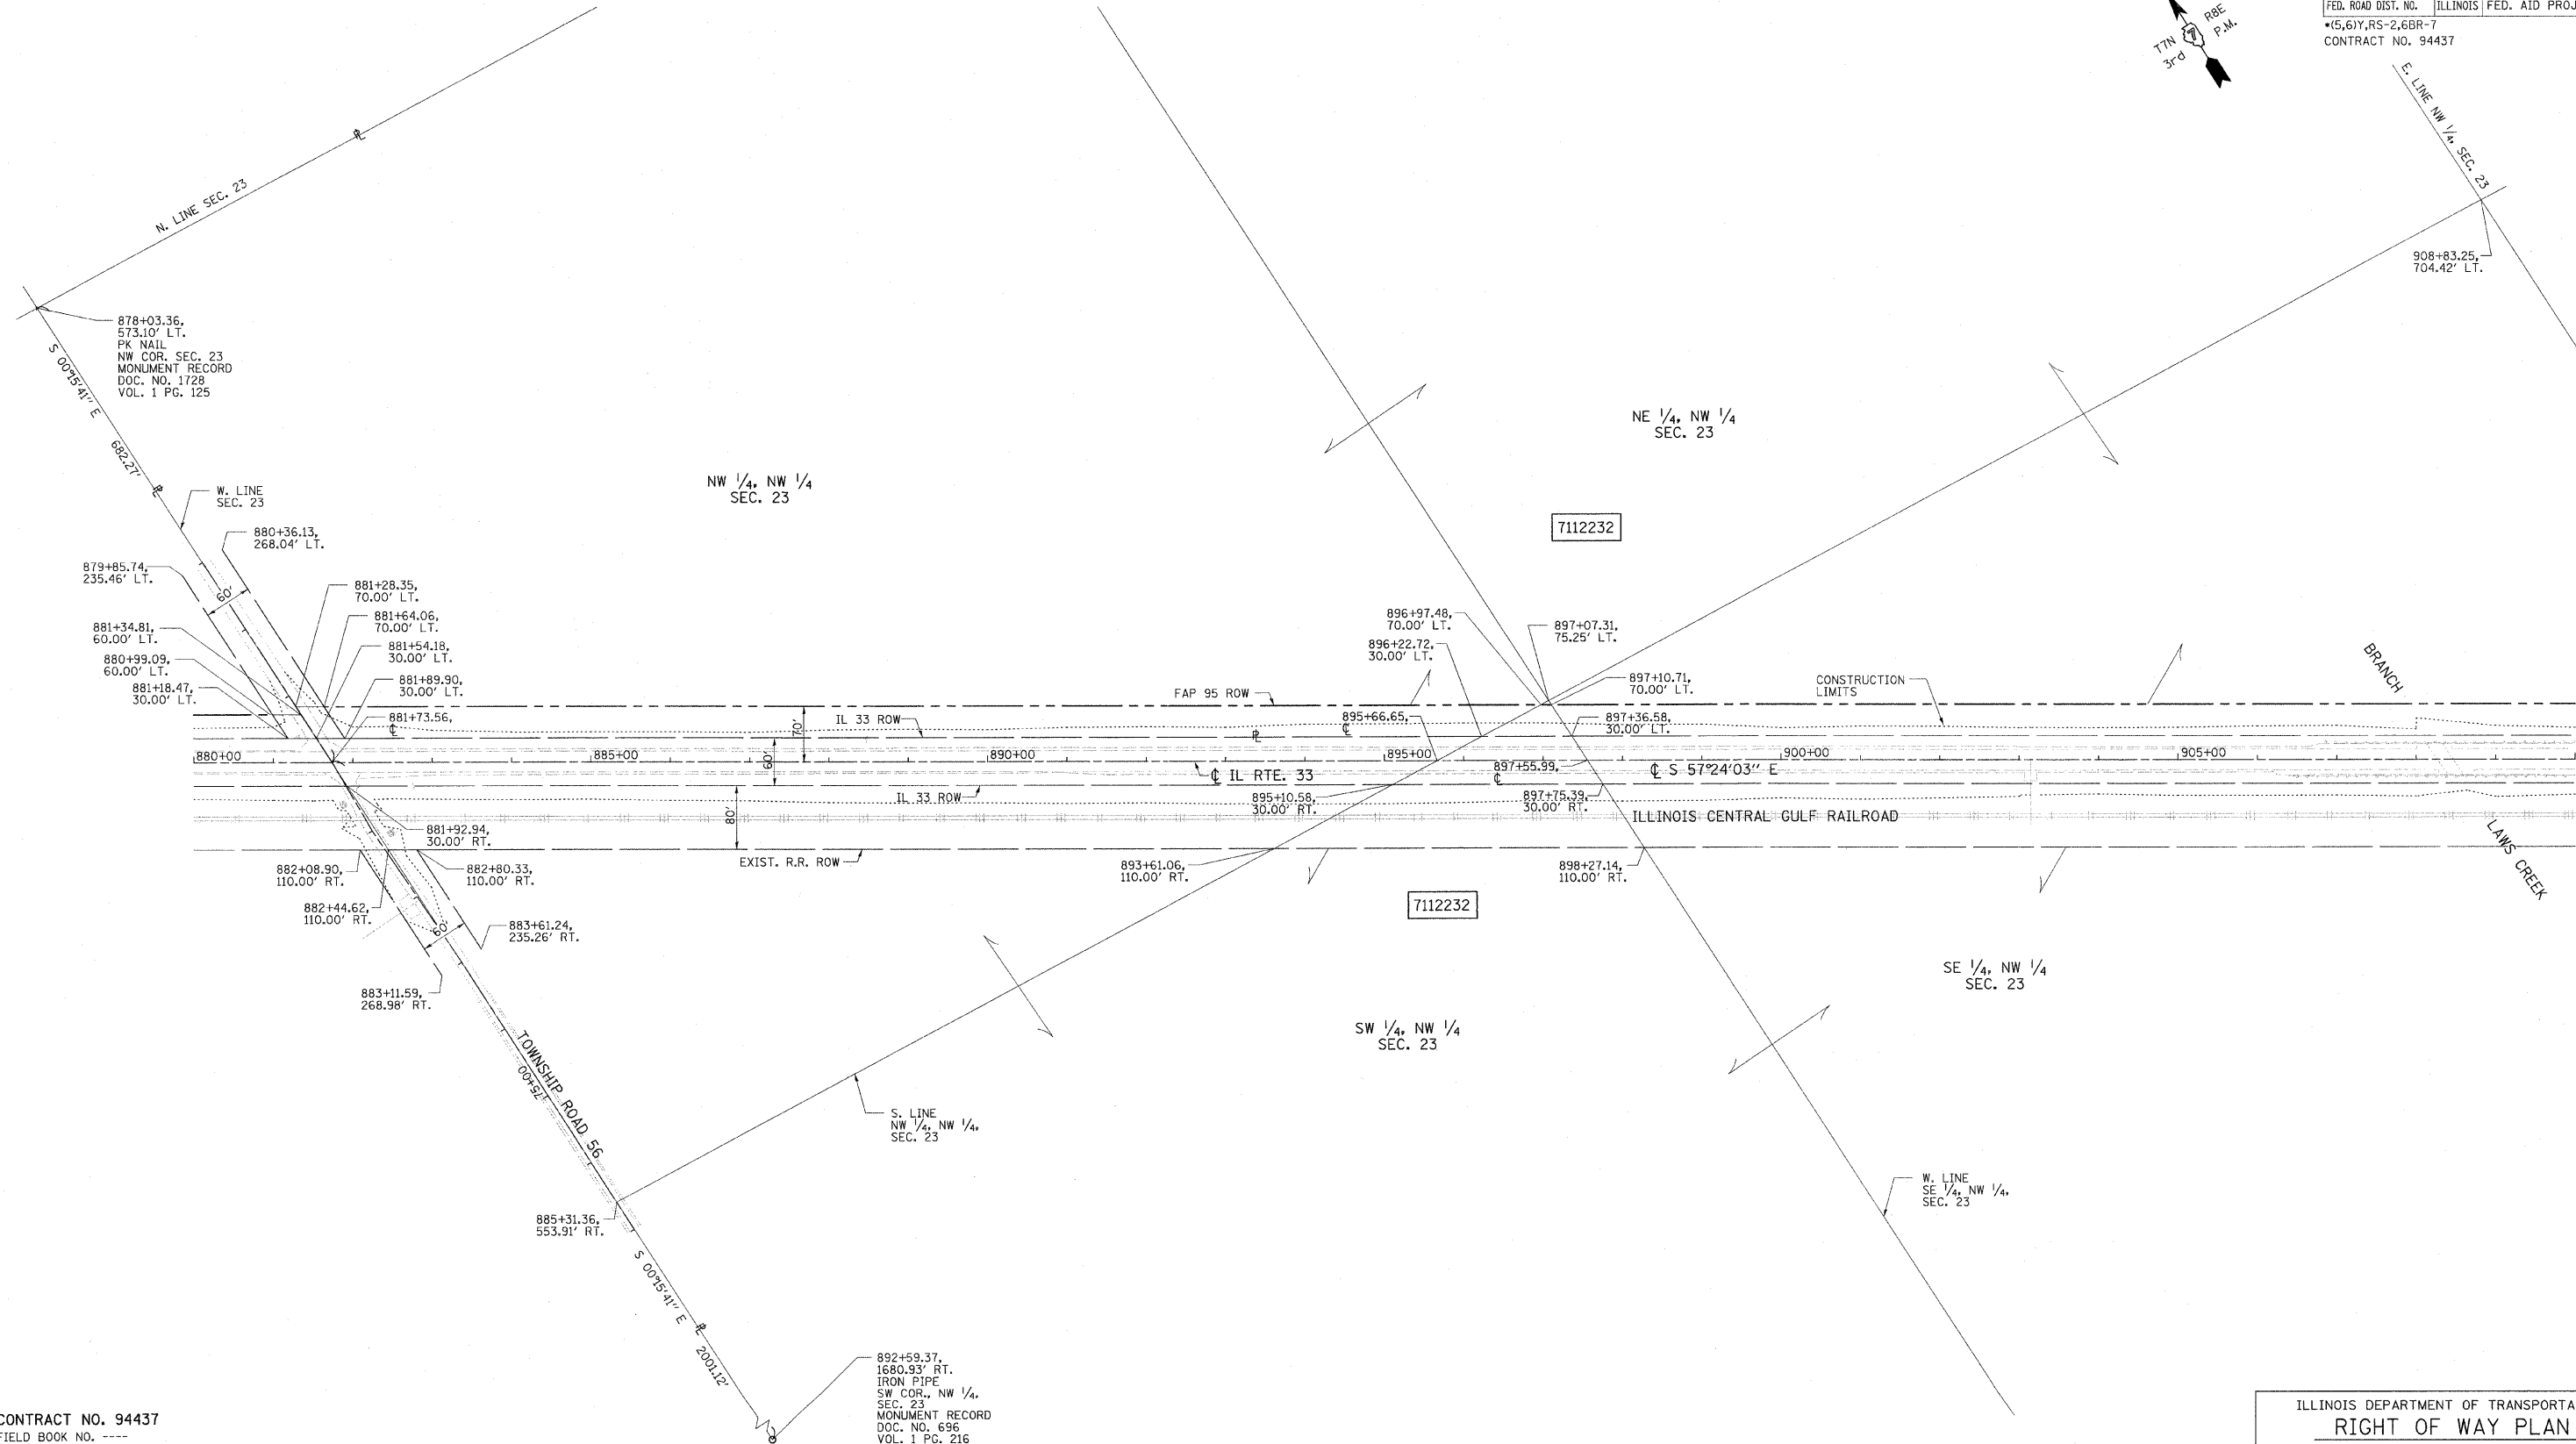 FED. ROAD DIST. NO. ILLINOIS FED. AID PROJ
*(5,6)Y,RS-2,6BR-7
CONTRACT NO. 94437
T7N R8E
3rd P.M.
7
E. LINE NW 1/4, SEC. 23
908+83.25,
704.42' LT.
N. LINE SEC. 23
878+03.36,
573.10' LT.
PK NAIL
NW COR. SEC. 23
MONUMENT RECORD
DOC. NO. 1728
VOL. 1 PG. 125
S 00°15'41" E 682.27'
W. LINE
SEC. 23
NW 1/4, NW 1/4
SEC. 23
NE 1/4, NW 1/4
SEC. 23
7112232
880+36.13,
268.04' LT.
879+85.74,
235.46' LT.
60'
881+28.35,
70.00' LT.
881+64.06,
70.00' LT.
881+34.81,
60.00' LT.
881+54.18,
30.00' LT.
880+99.09,
60.00' LT.
881+18.47,
30.00' LT.
881+89.90,
30.00' LT.
881+73.56,
℄
896+97.48,
70.00' LT.
896+22.72,
30.00' LT.
897+07.31,
75.25' LT.
897+10.71,
70.00' LT.
FAP 95 ROW
CONSTRUCTION
LIMITS
BRANCH
IL 33 ROW
70'
895+66.65,
℄
897+36.58,
30.00' LT.
880+00 885+00 890+00 895+00 900+00 905+00
60'
℄ IL RTE. 33
897+55.99,
℄
℄ S 57°24'03" E
IL 33 ROW
895+10.58,
30.00' RT.
897+75.39,
30.00' RT.
80'
ILLINOIS CENTRAL GULF RAILROAD
LAWS CREEK
881+92.94,
30.00' RT.
EXIST. R.R. ROW
882+08.90,
110.00' RT.
882+80.33,
110.00' RT.
893+61.06,
110.00' RT.
898+27.14,
110.00' RT.
882+44.62,
110.00' RT.
7112232
60'
883+61.24,
235.26' RT.
883+11.59,
268.98' RT.
SE 1/4, NW 1/4
SEC. 23
SW 1/4, NW 1/4
SEC. 23
TOWNSHIP ROAD 56
75+00
S. LINE
NW 1/4, NW 1/4,
SEC. 23
W. LINE
SE 1/4, NW 1/4,
SEC. 23
885+31.36,
553.91' RT.
S 00°15'41" E 2001.12'
892+59.37,
1680.93' RT.
IRON PIPE
SW COR., NW 1/4,
SEC. 23
MONUMENT RECORD
DOC. NO. 696
VOL. 1 PG. 216
CONTRACT NO. 94437
FIELD BOOK NO. ----
ILLINOIS DEPARTMENT OF TRANSPORTA
RIGHT OF WAY PLAN